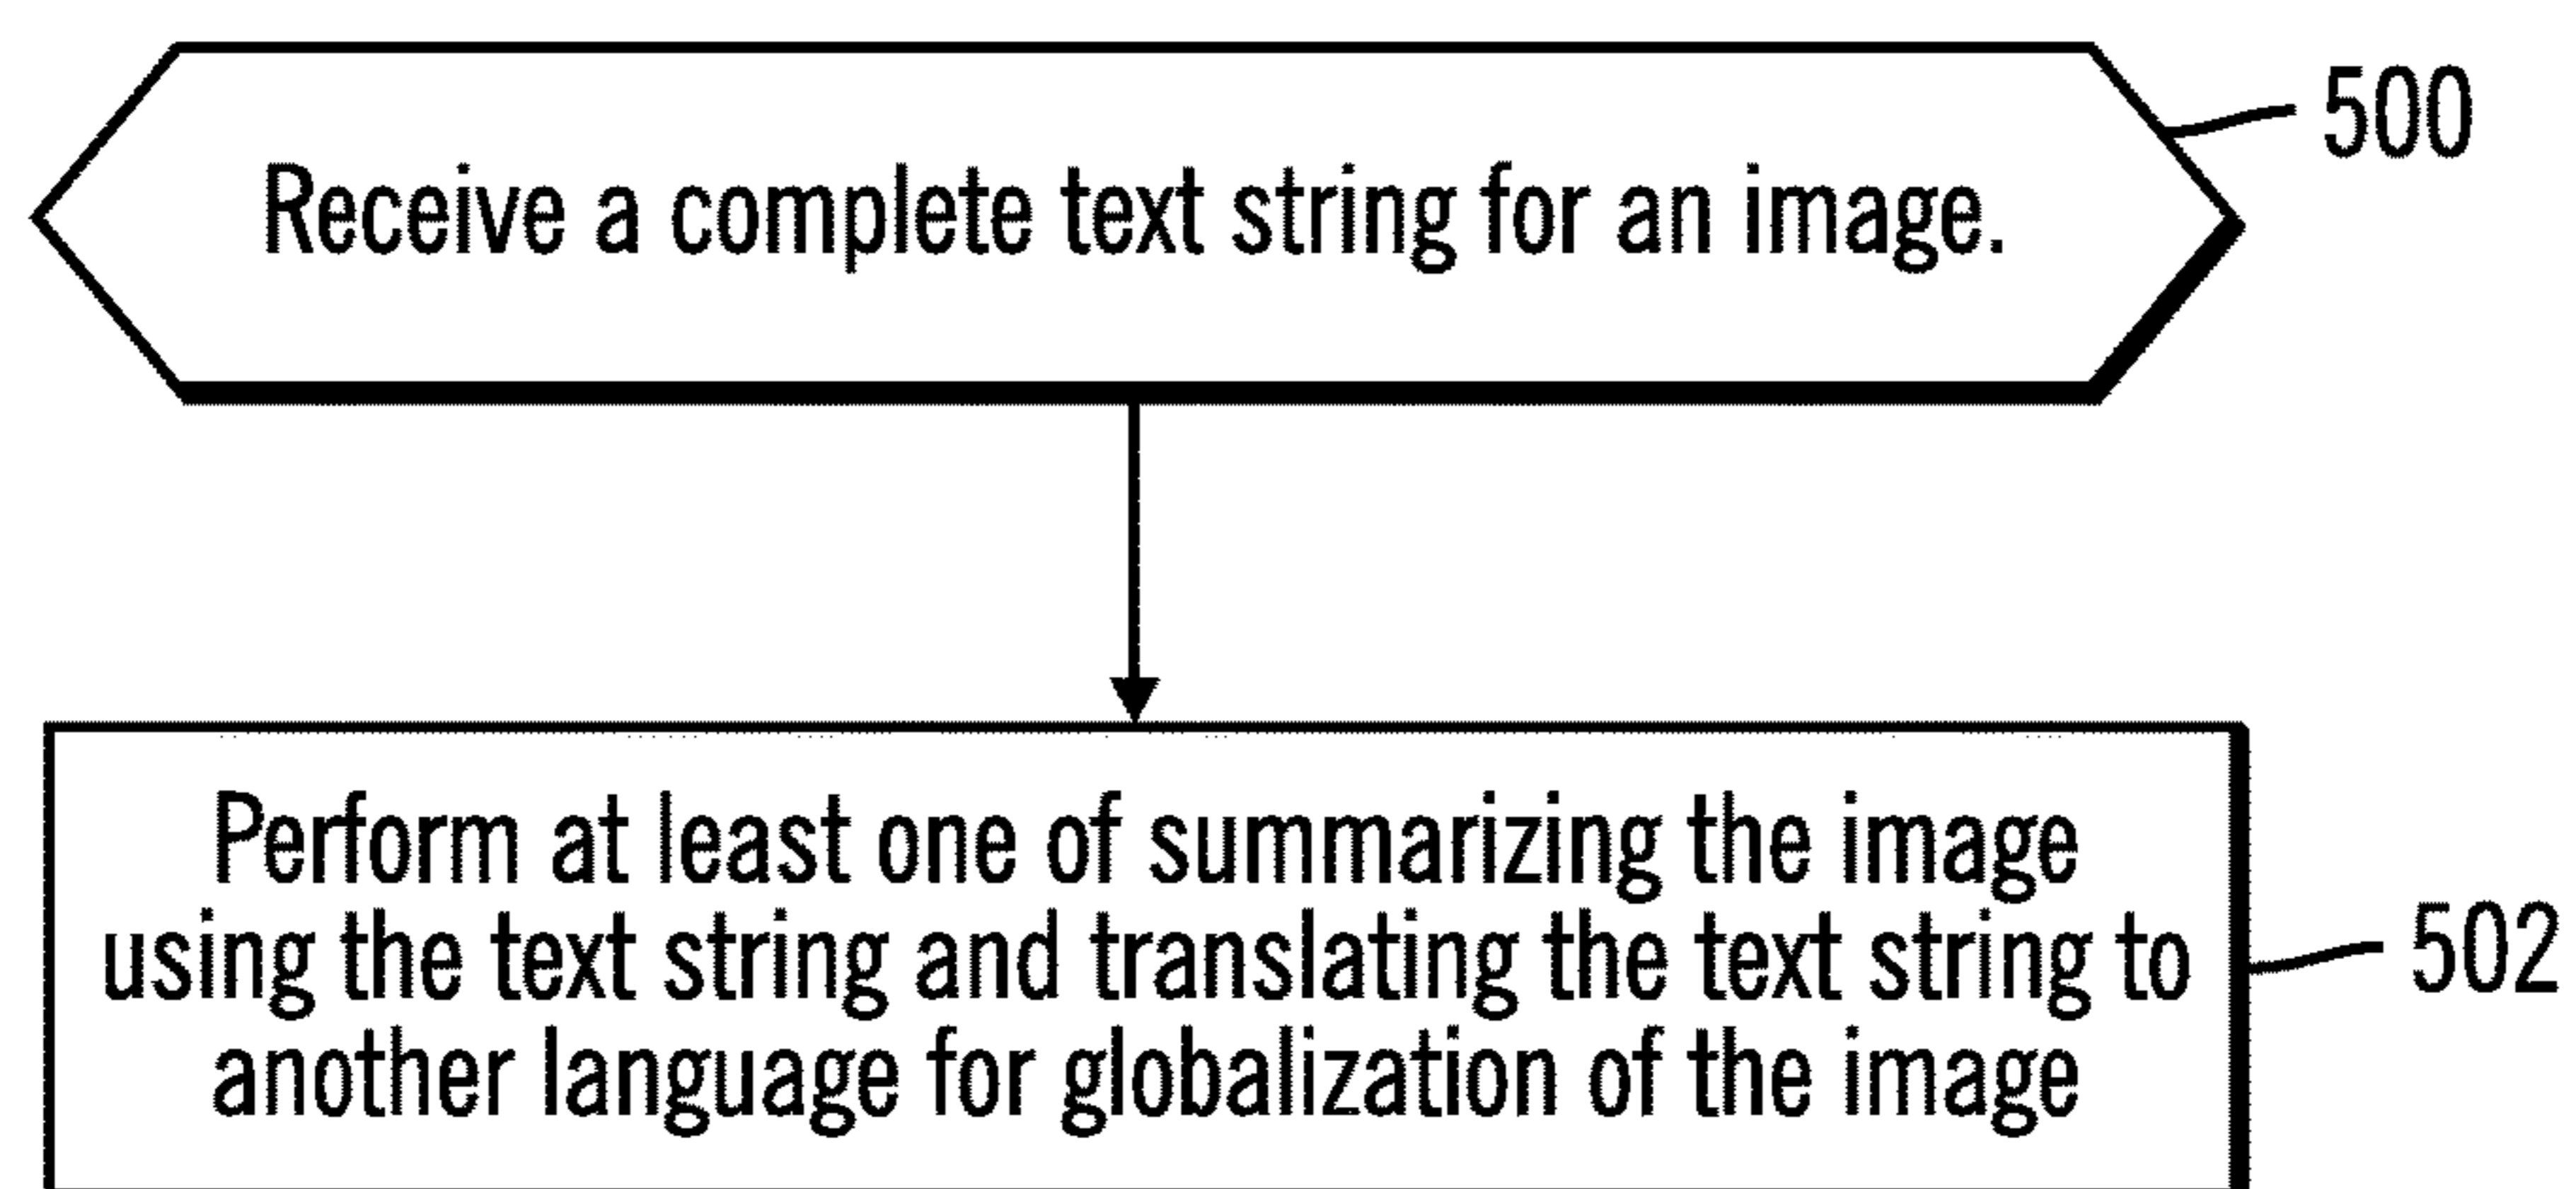 500
Receive a complete text string for an image.
Perform at least one of summarizing the image
using the text string and translating the text string to
502
another language for globalization of the image